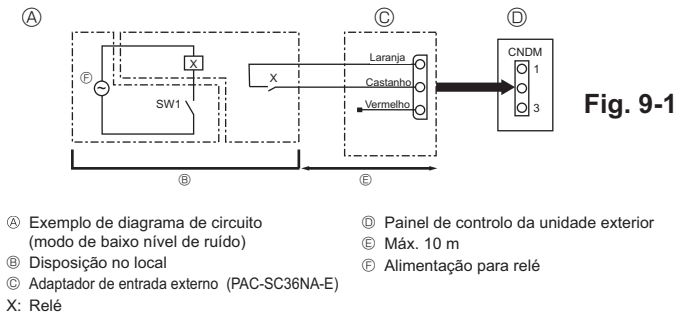 Ⓐ Ⓒ Ⓓ
CNDM
Laranja
1
X
X
Castanho
Ⓕ
~
SW1
Vermelho
3
Fig. 9-1
Ⓑ Ⓔ
Ⓐ Exemplo de diagrama de circuito
(modo de baixo nível de ruído)
Ⓑ Disposição no local
Ⓒ Adaptador de entrada externo (PAC-SC36NA-E)
X: Relé
Ⓓ Painel de controlo da unidade exterior
Ⓔ Máx. 10 m
Ⓕ Alimentação para relé